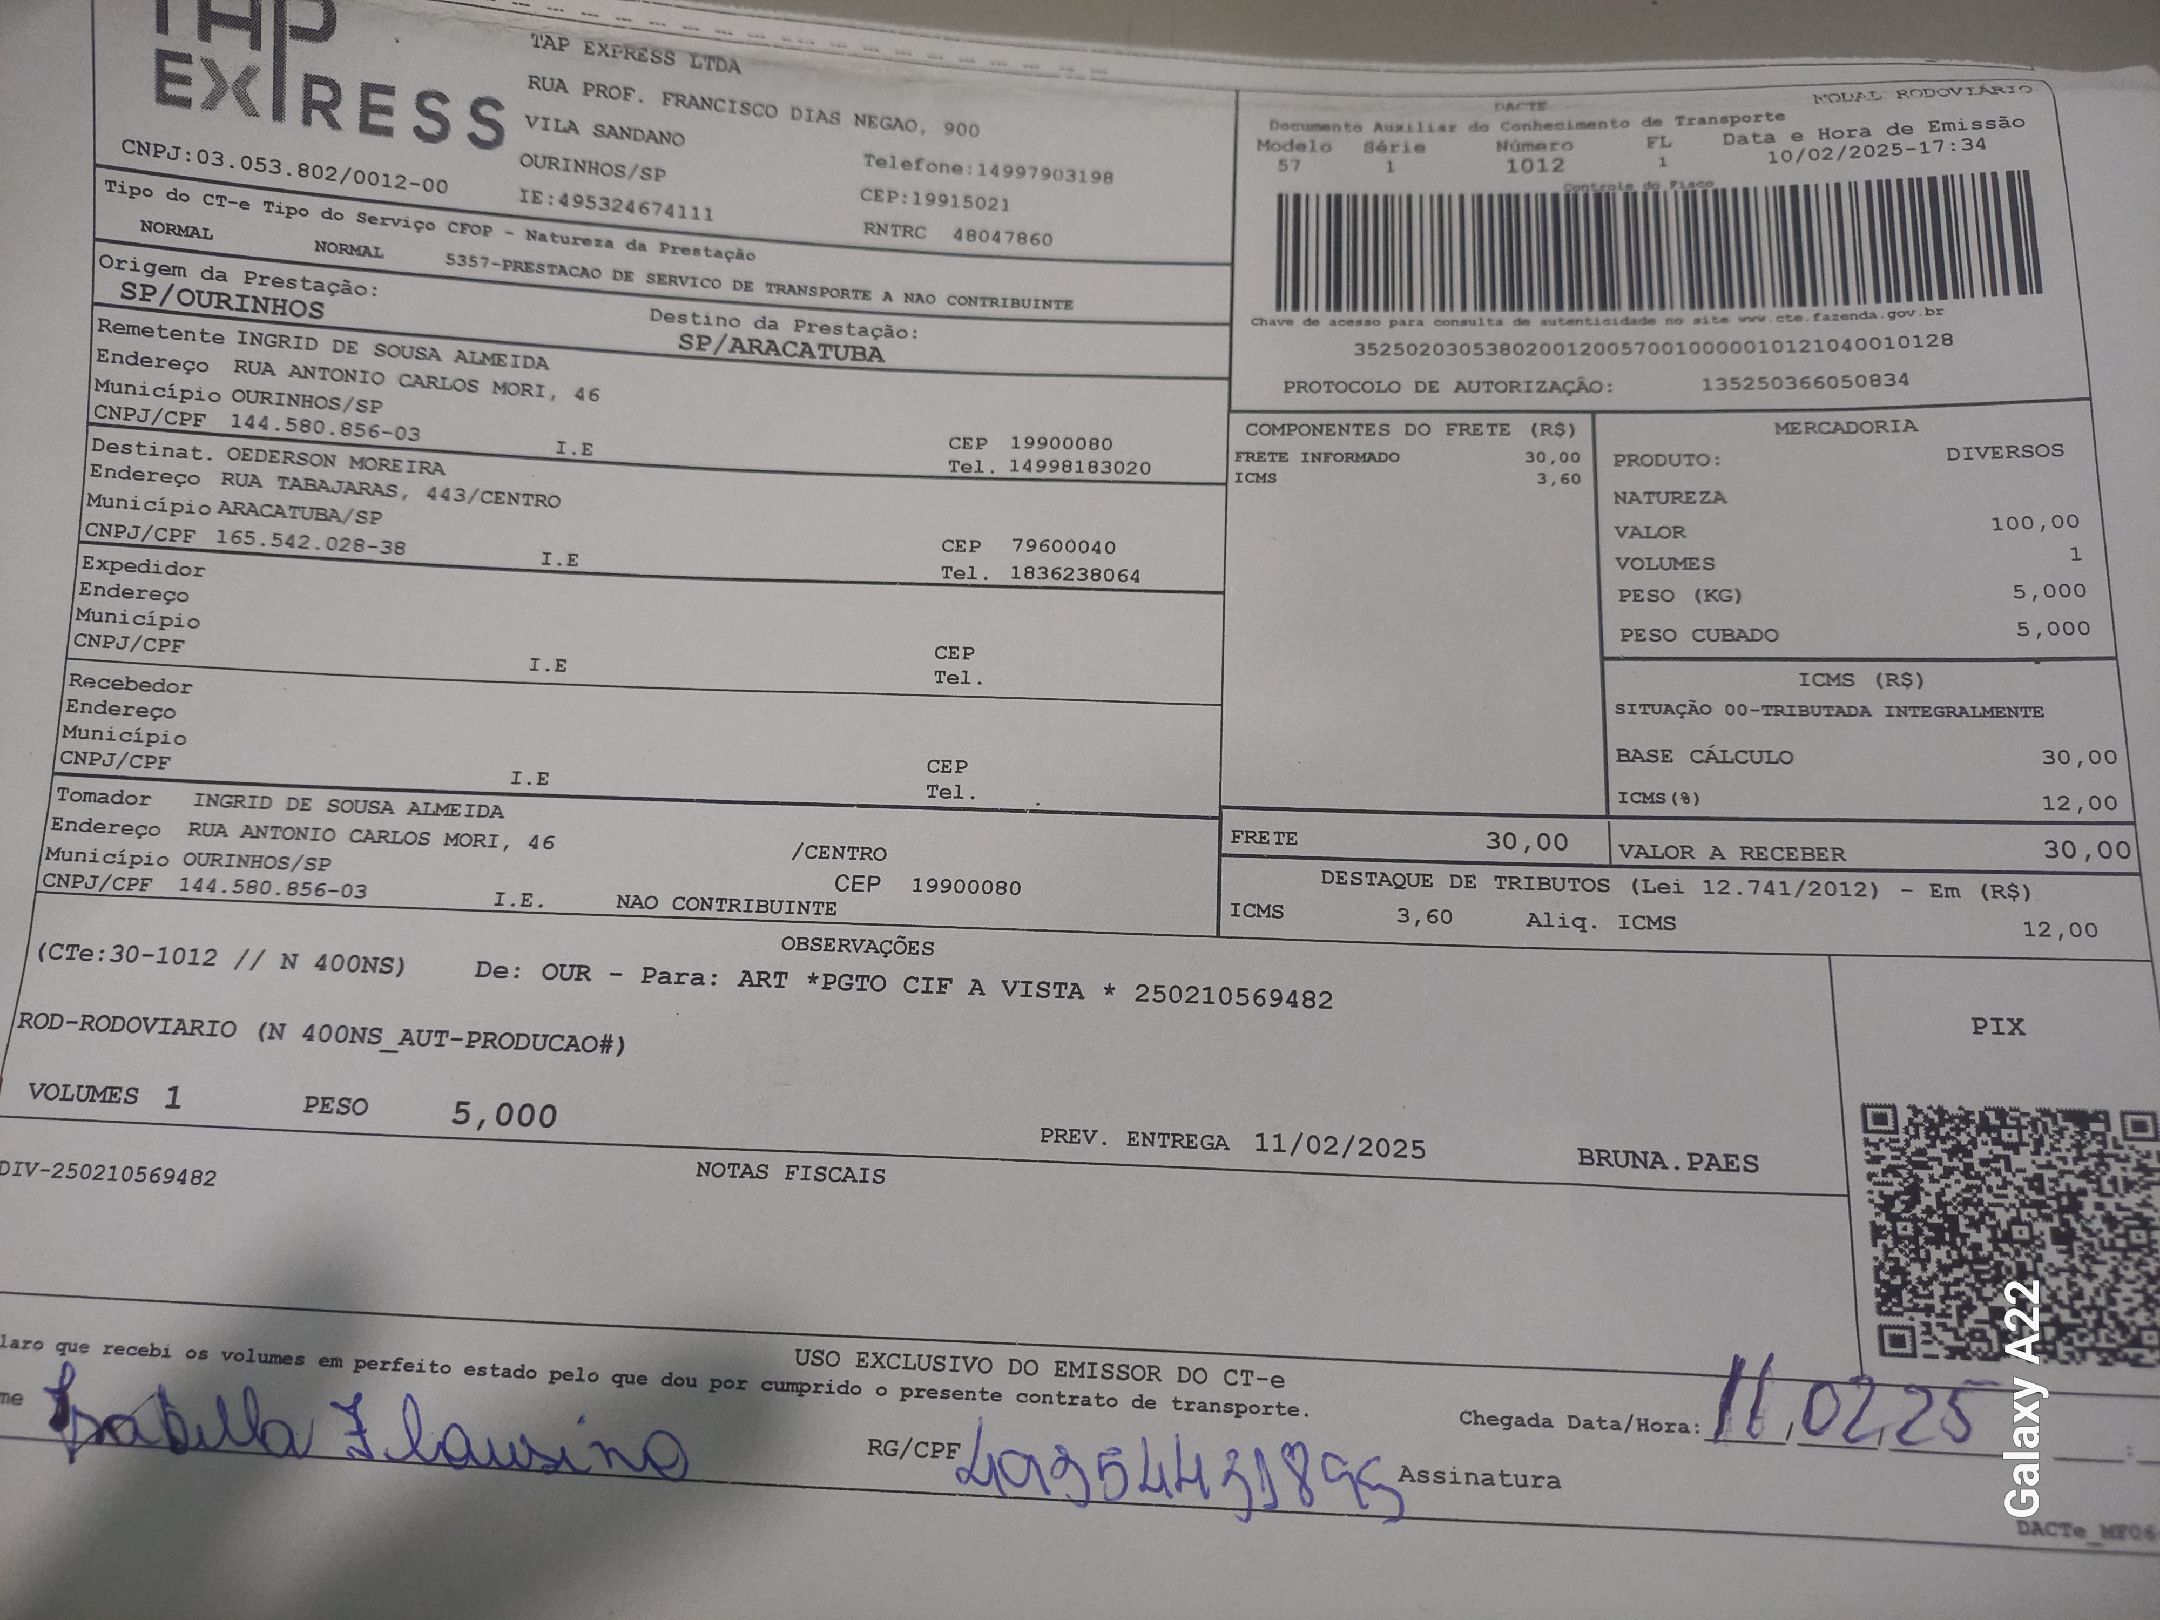 TAP
EXPRESS
CNPJ:03.053.802/0012-00
TAP EXPRESS LTDA
RUA PROF. FRANCISCO DIAS NEGAO, 900
VILA SANDANO
OURINHOS/SP
Telefone:14997903198
IE:495324674111
CEP:19915021
RNTRC 48047860
MODAL RODOVIÁRIO
DACTE
Documento Auxiliar do Conhecimento de Transporte
Modelo Série Número FL Data e Hora de Emissão
57 1 1012 1 10/02/2025-17:34
Controle do Fisco
Chave de acesso para consulta de autenticidade no site www.cte.fazenda.gov.br
35250203053802001200570010000010121040010128
PROTOCOLO DE AUTORIZAÇÃO: 135250366050834
Tipo do CT-e Tipo do Serviço CFOP - Natureza da Prestação
NORMAL NORMAL 5357-PRESTACAO DE SERVICO DE TRANSPORTE A NAO CONTRIBUINTE
Origem da Prestação: Destino da Prestação:
SP/OURINHOS SP/ARACATUBA
Remetente INGRID DE SOUSA ALMEIDA
Endereço RUA ANTONIO CARLOS MORI, 46
Município OURINHOS/SP CEP 19900080
CNPJ/CPF 144.580.856-03 I.E Tel. 14998183020
Destinat. OEDERSON MOREIRA
Endereço RUA TABAJARAS, 443/CENTRO
Município ARACATUBA/SP CEP 79600040
CNPJ/CPF 165.542.028-38 I.E Tel. 1836238064
Expedidor
Endereço
Município CEP
CNPJ/CPF I.E Tel.
Recebedor
Endereço
Município CEP
CNPJ/CPF I.E Tel.
Tomador INGRID DE SOUSA ALMEIDA
Endereço RUA ANTONIO CARLOS MORI, 46 /CENTRO
Município OURINHOS/SP CEP 19900080
CNPJ/CPF 144.580.856-03 I.E. NAO CONTRIBUINTE
COMPONENTES DO FRETE (R$)
FRETE INFORMADO 30,00
ICMS 3,60
MERCADORIA
PRODUTO: DIVERSOS
NATUREZA
VALOR 100,00
VOLUMES 1
PESO (KG) 5,000
PESO CUBADO 5,000
ICMS (R$)
SITUAÇÃO 00-TRIBUTADA INTEGRALMENTE
BASE CÁLCULO 30,00
ICMS(%) 12,00
FRETE 30,00 VALOR A RECEBER 30,00
DESTAQUE DE TRIBUTOS (Lei 12.741/2012) - Em (R$)
ICMS 3,60 Aliq. ICMS 12,00
OBSERVAÇÕES
(CTe:30-1012 // N 400NS) De: OUR - Para: ART *PGTO CIF A VISTA * 250210569482
ROD-RODOVIARIO (N 400NS_AUT-PRODUCAO#)
VOLUMES 1 PESO 5,000 PREV. ENTREGA 11/02/2025 BRUNA.PAES
PIX
NOTAS FISCAIS
DIV-250210569482
USO EXCLUSIVO DO EMISSOR DO CT-e
laro que recebi os volumes em perfeito estado pelo que dou por cumprido o presente contrato de transporte.
me Isabella Flausino RG/CPF Assinatura Chegada Data/Hora: 11,02,25 :
DACTe_MF06
Galaxy A22